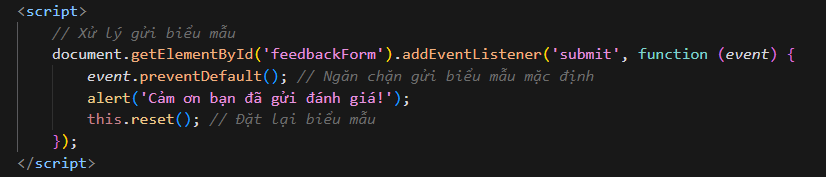 <script>
// Xử lý gửi biểu mẫu
document.getElementById('feedbackForm').addEventListener('submit', function (event) {
event.preventDefault(); // Ngăn chặn gửi biểu mẫu mặc định
alert('Cảm ơn bạn đã gửi đánh giá!');
this.reset(); // Đặt lại biểu mẫu
});
</script>